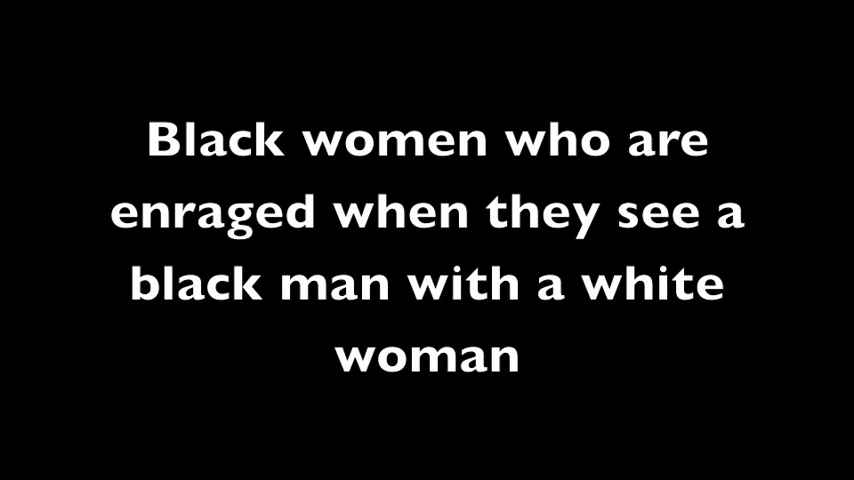 Black women who are
enraged when they see a
black man with a white
woman